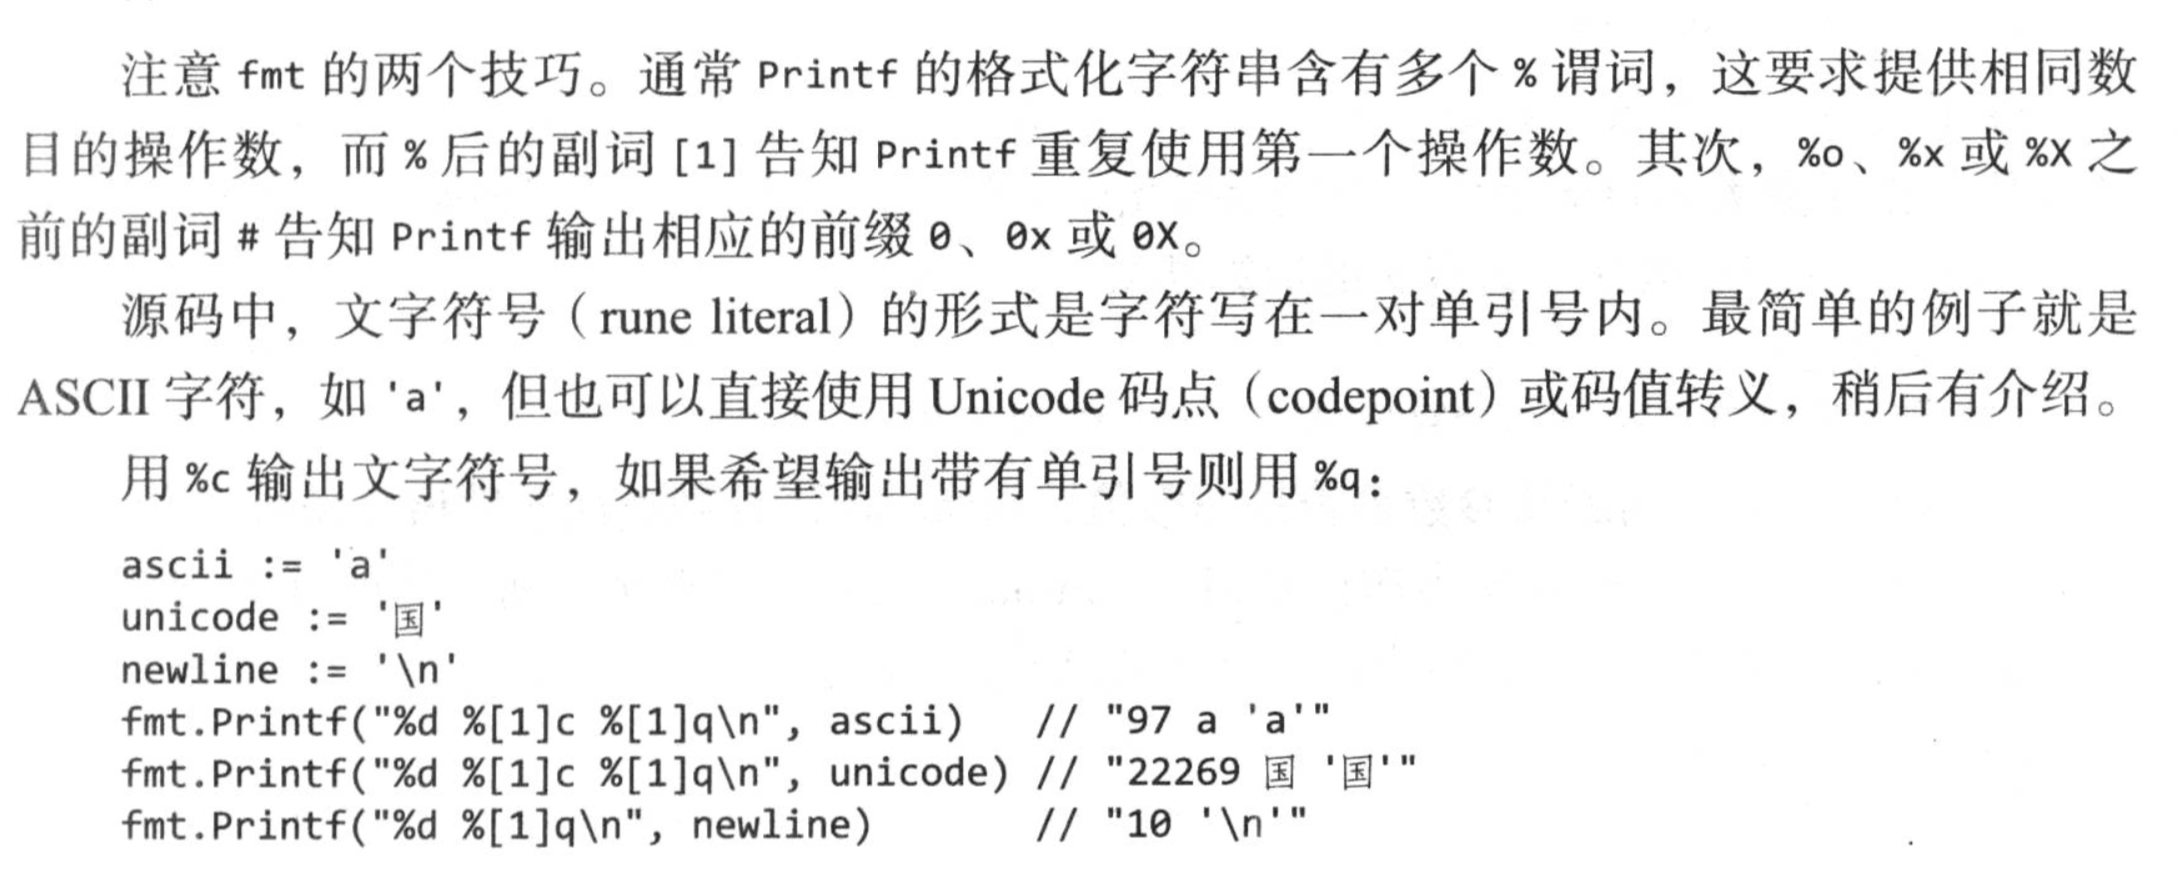 注意 fmt 的两个技巧。通常 Printf 的格式化字符串含有多个 % 谓词，这要求提供相同数
目的操作数，而 % 后的副词 [1] 告知 Printf 重复使用第一个操作数。其次，%o、%x 或 %X 之
前的副词 # 告知 Printf 输出相应的前缀 0、0x 或 0X。
源码中，文字符号（rune literal）的形式是字符写在一对单引号内。最简单的例子就是
ASCII 字符，如 'a'，但也可以直接使用 Unicode 码点（codepoint）或码值转义，稍后有介绍。
用 %c 输出文字符号，如果希望输出带有单引号则用 %q：
ascii := 'a'
unicode := '国'
newline := '\n'
fmt.Printf("%d %[1]c %[1]q\n", ascii)   // "97 a 'a'"
fmt.Printf("%d %[1]c %[1]q\n", unicode) // "22269 国 '国'"
fmt.Printf("%d %[1]q\n", newline)       // "10 '\n'"